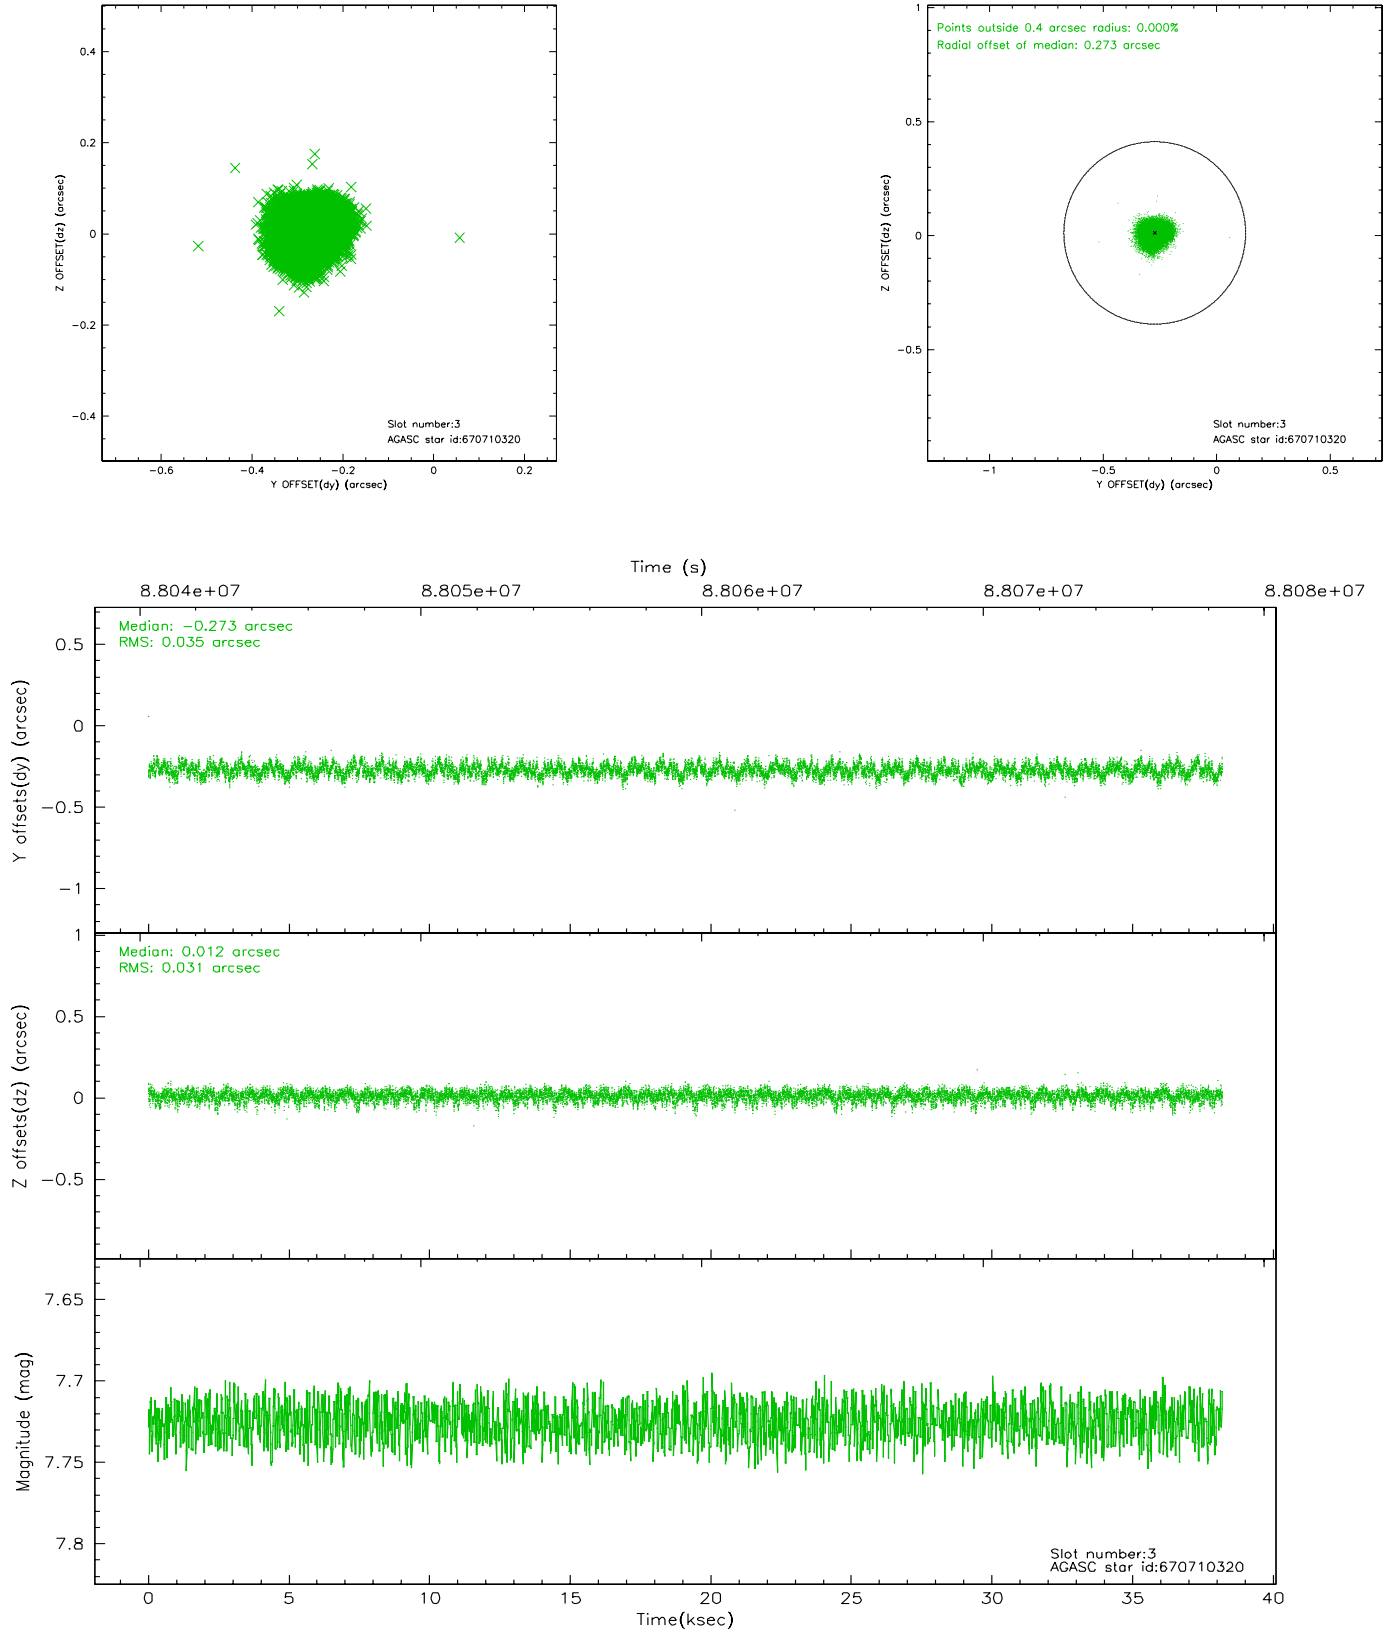 0.4
0.2
0
−0.2
−0.4
Z OFFSET(dz) (arcsec)
Slot number:3
AGASC star id:670710320
−0.6
−0.4
−0.2
0
0.2
Y OFFSET(dy) (arcsec)
Points outside 0.4 arcsec radius: 0.000%
Radial offset of median: 0.273 arcsec
1
0.5
0
−0.5
Z OFFSET(dz) (arcsec)
Slot number:3
AGASC star id:670710320
−1
−0.5
0
0.5
Y OFFSET(dy) (arcsec)
Time (s)
8.804e+07
8.805e+07
8.806e+07
8.807e+07
8.808e+07
Median: −0.273 arcsec
RMS: 0.035 arcsec
0.5
0
−0.5
−1
Y offsets(dy) (arcsec)
Median: 0.012 arcsec
RMS: 0.031 arcsec
1
0.5
0
−0.5
Z offsets(dz) (arcsec)
7.65
7.7
7.75
7.8
Magnitude (mag)
Slot number:3
AGASC star id:670710320
0
5
10
15
20
25
30
35
40
Time(ksec)